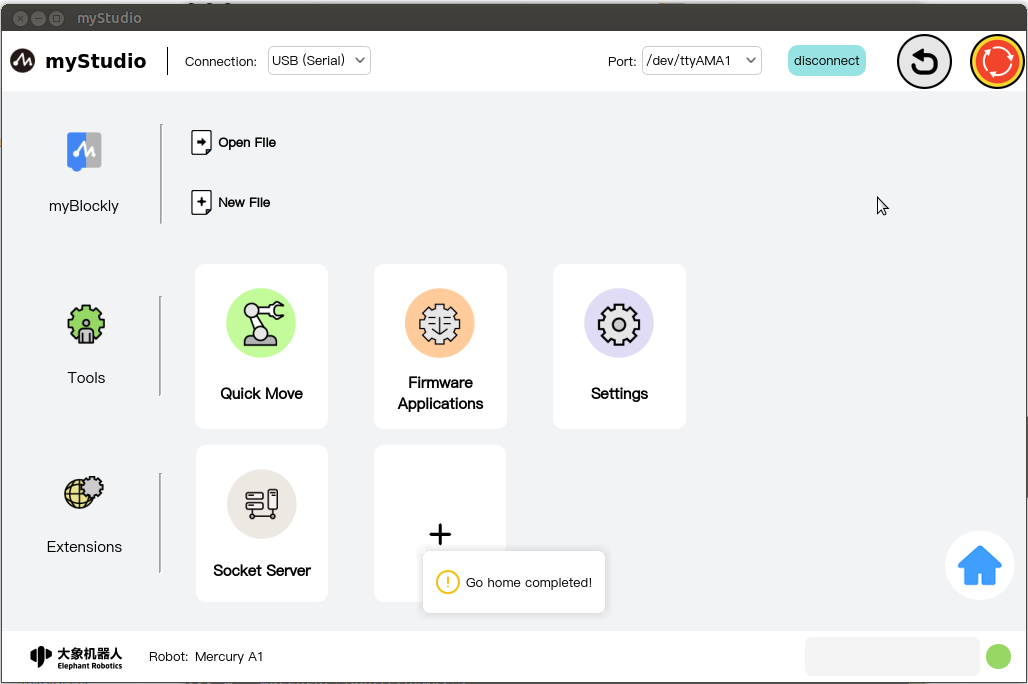 myStudio
myStudio
Connection:
USB (Serial)
Port:
/dev/ttyAMA1
disconnect
myBlockly
Open File
New File
Tools
Quick Move
Firmware
Applications
Settings
Extensions
Socket Server
Go home completed!
大象机器人
Elephant Robotics
Robot: Mercury A1